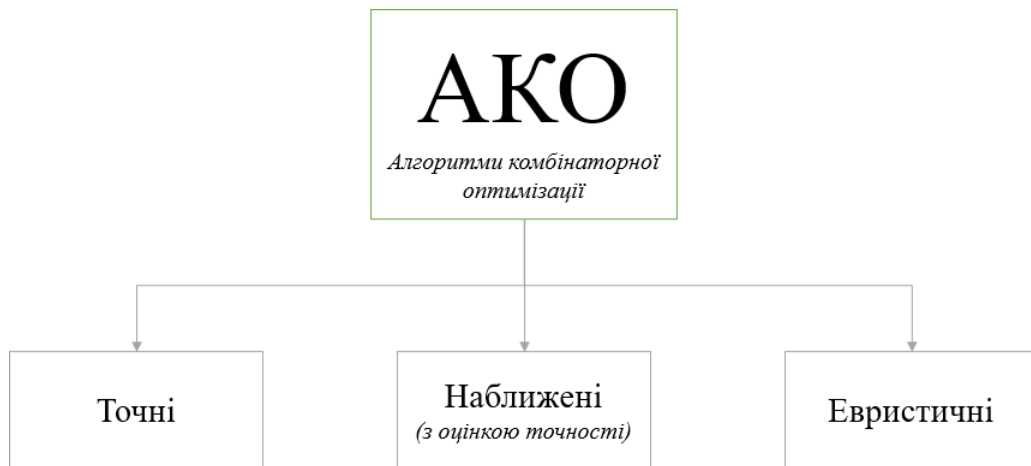 АКО
Алгоритми комбінаторної
оптимізації
Точні
Наближені
(з оцінкою точності)
Евристичні